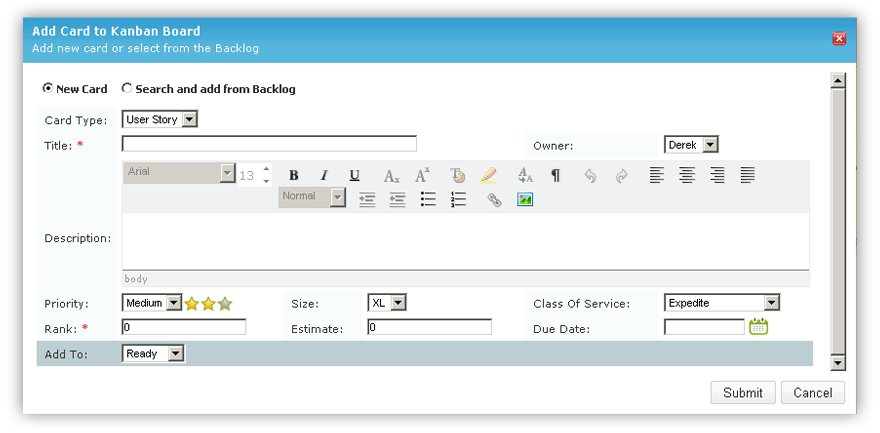 Add Card to Kanban Board
Add new card or select from the Backlog
New Card Search and add from Backlog
Card Type: User Story
Title: * Owner: Derek
Arial 13 B I U Ax A^x A A ¶
Normal
Description:
body
Priority: Medium Size: XL Class Of Service: Expedite
Rank: * 0 Estimate: 0 Due Date:
Add To: Ready
Submit Cancel